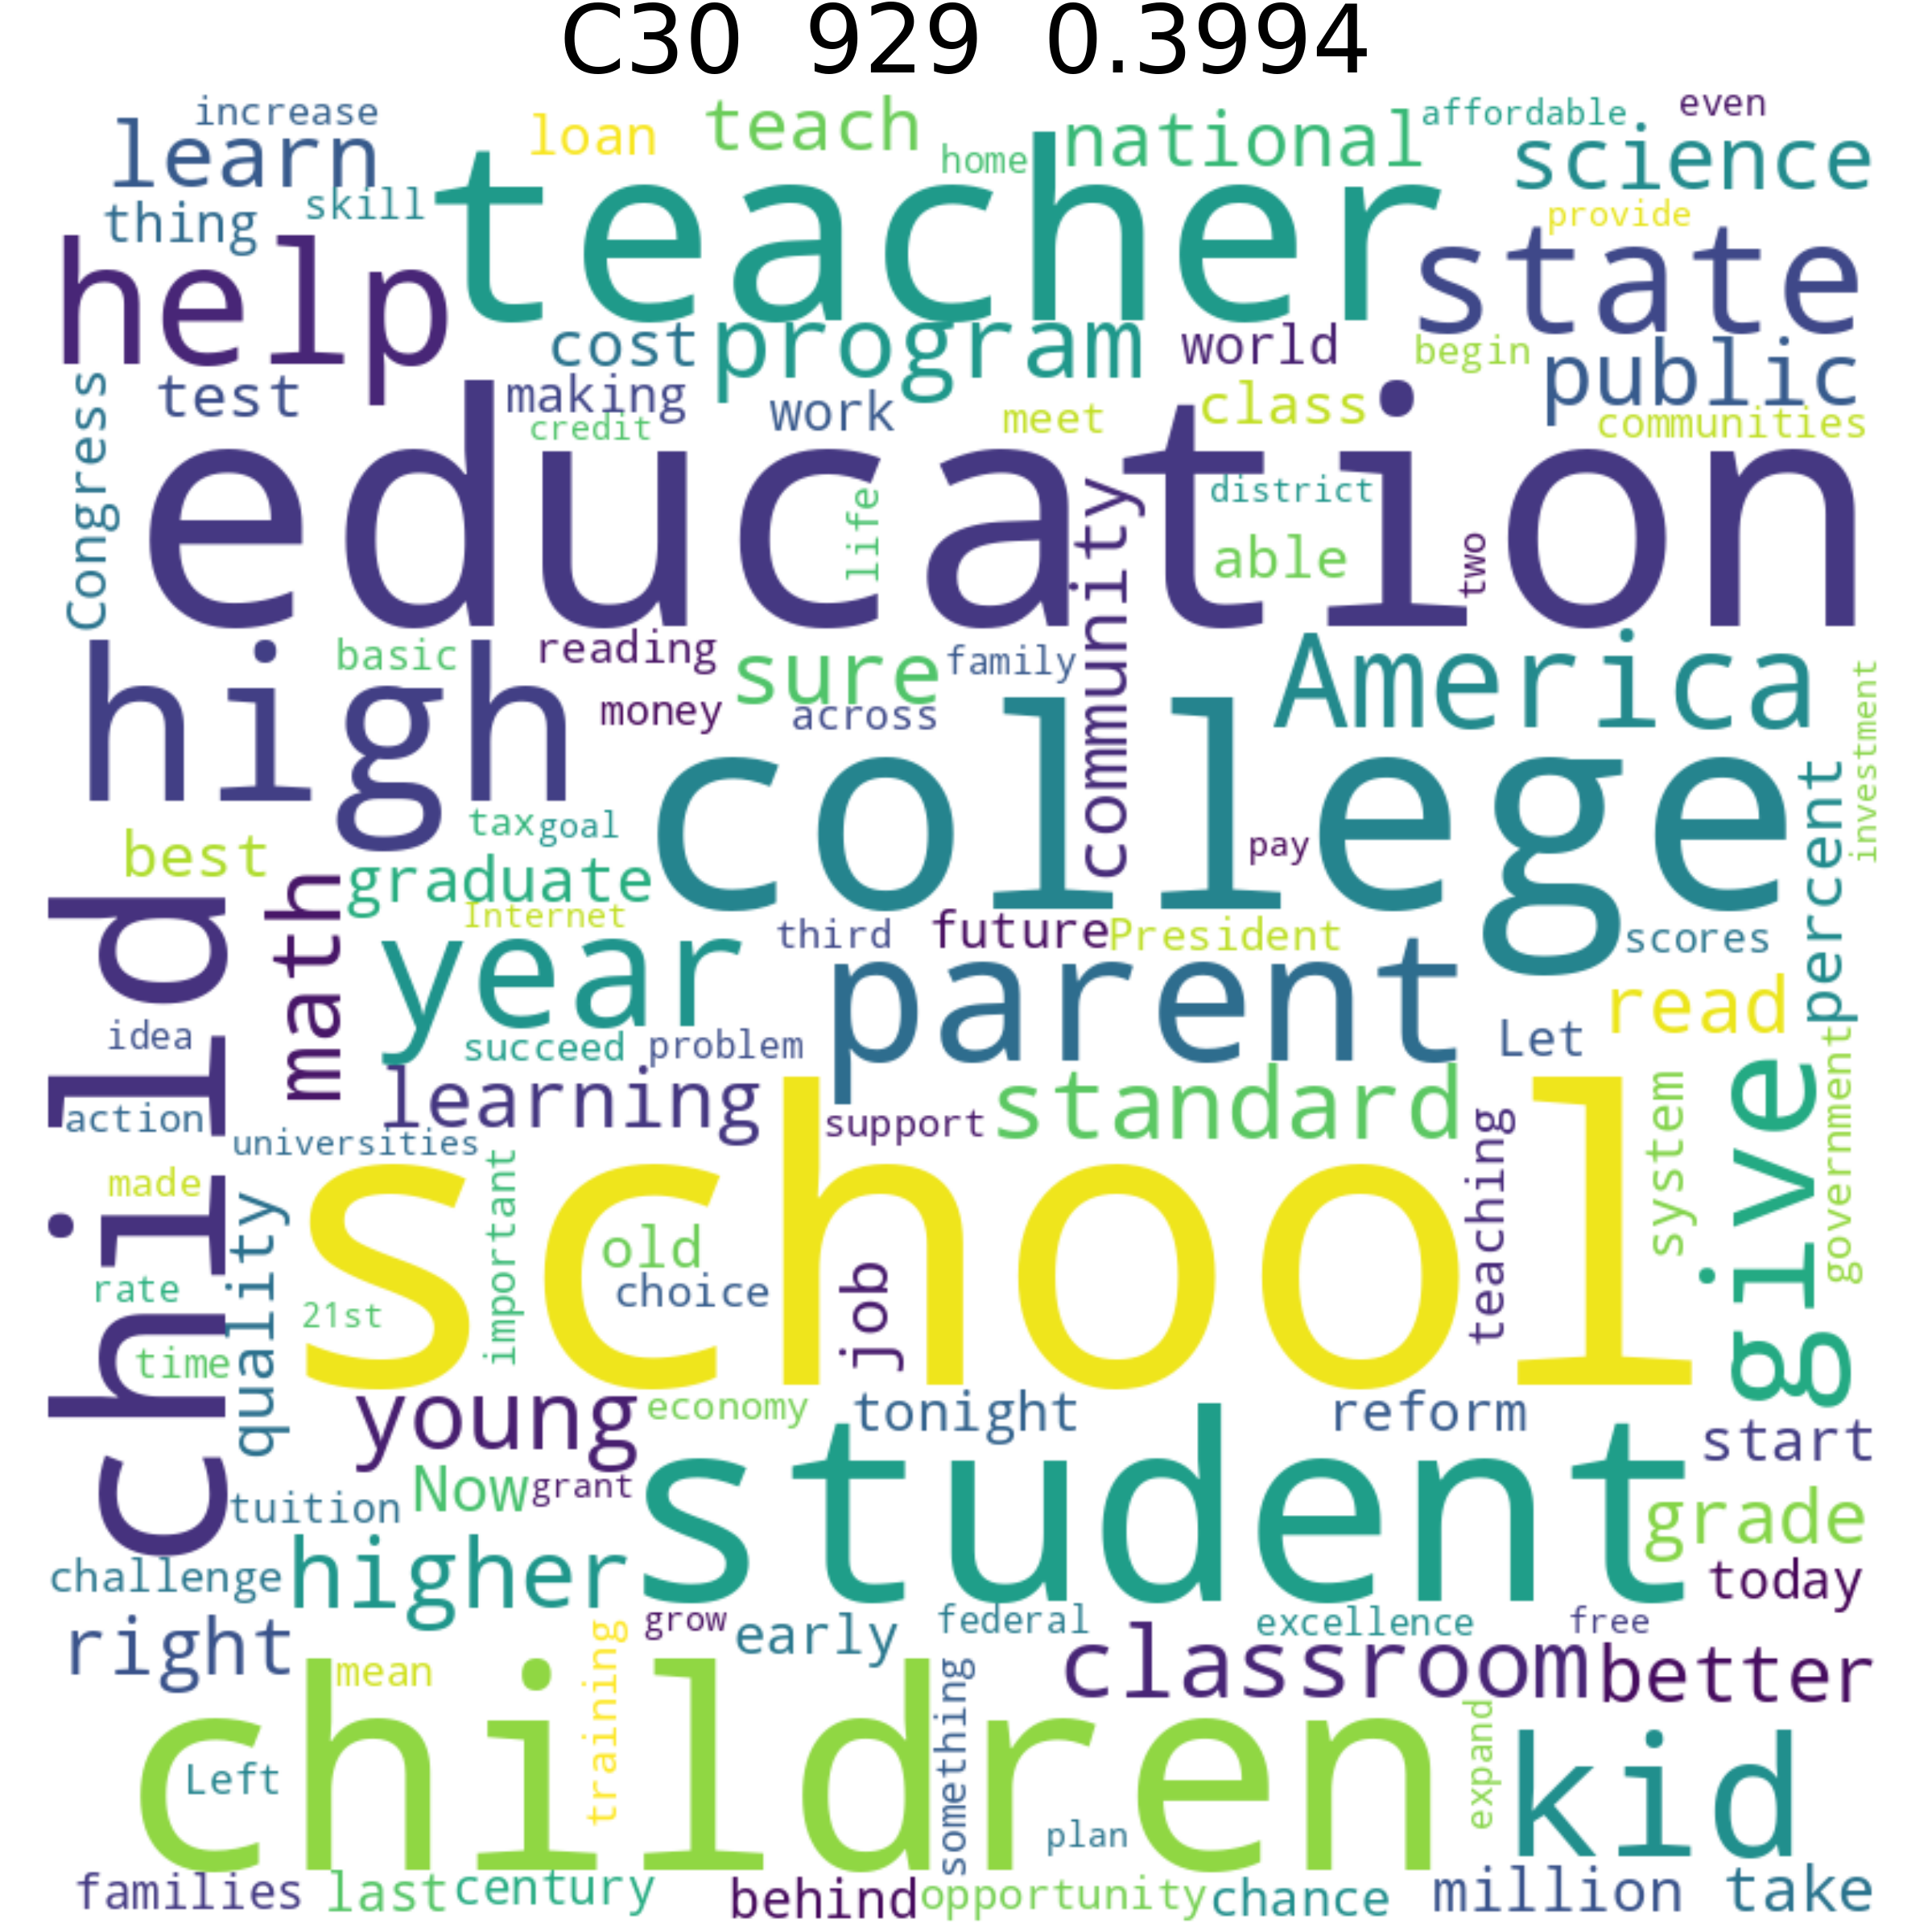 C30 929 0.3994
increase
loan
teach
affordable
even
learn
home
national
science
thing
skill
teacher
provide
help
state
cost
program
world
begin
public
test
making
work
meet
class
communities
Congress
credit
education
life
community
district
able
two
high
basic
reading
sure
family
America
money
across
investment
college
best
tax
goal
graduate
pay
percent
child
math
Internet
year
third
future
President
scores
parent
read
idea
succeed
problem
Let
learning
standard
give
government
action
universities
support
teaching
system
made
quality
important
school
old
choice
job
rate
21st
time
young
economy
tonight
reform
start
tuition
Now
grant
student
grade
challenge
higher
today
right
grow
early
federal
excellence
free
mean
training
classroom
better
children
Left
something
plan
expand
kid
families
last
century
behind
opportunity
chance
million
take